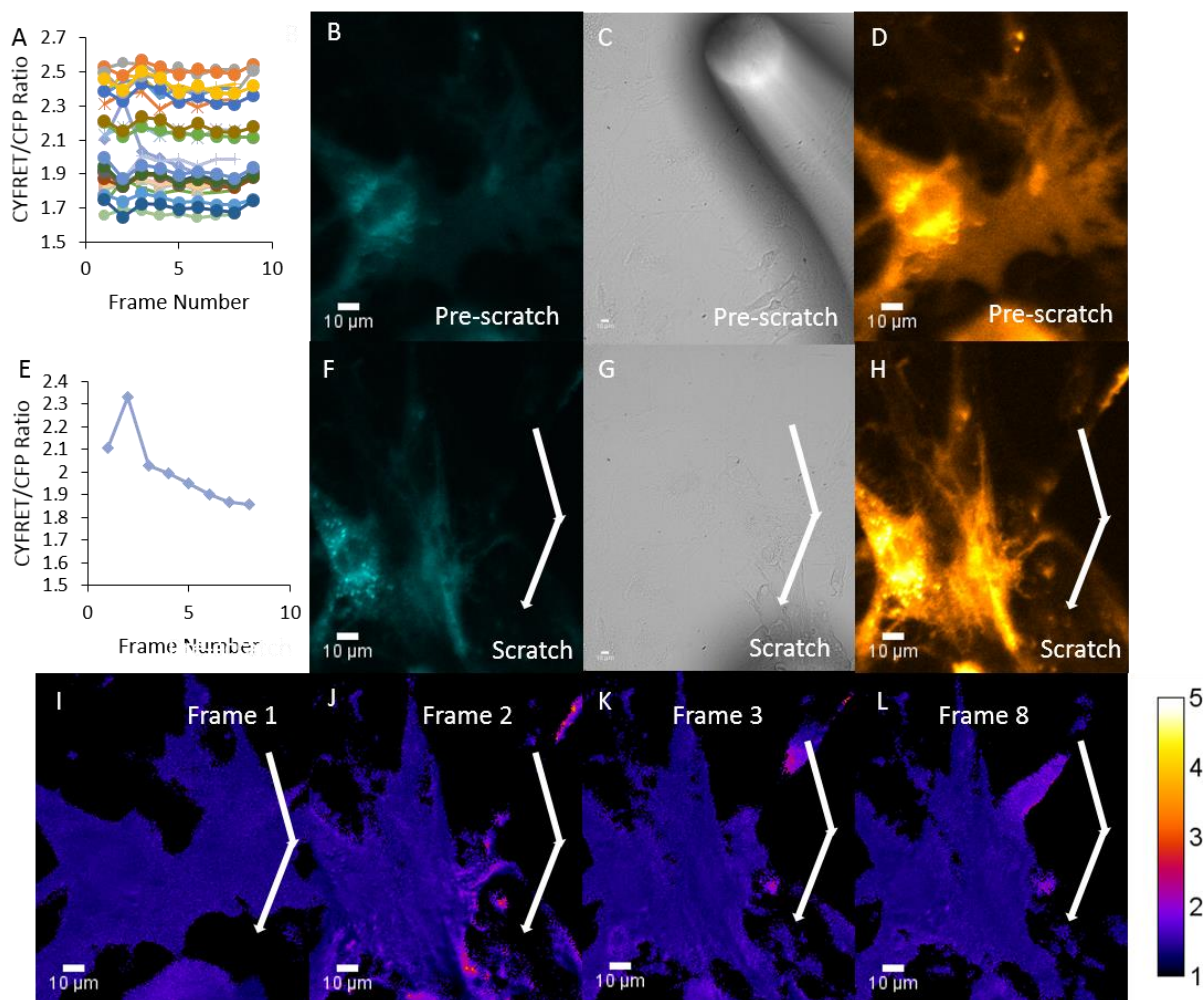 A
2.7
2.5
2.3
2.1
1.9
1.7
1.5
CYFRET/CFP Ratio
0
5
10
Frame Number
B
10 µm
Pre-scratch
C
Pre-scratch
D
10 µm
Pre-scratch
E
2.4
2.3
2.2
2.1
2
1.9
1.8
1.7
1.6
1.5
CYFRET/CFP Ratio
0
5
10
Frame Number
F
10 µm
Scratch
G
Scratch
H
10 µm
Scratch
I
Frame 1
10 µm
J
Frame 2
10 µm
K
Frame 3
10 µm
L
Frame 8
10 µm
5
4
3
2
1